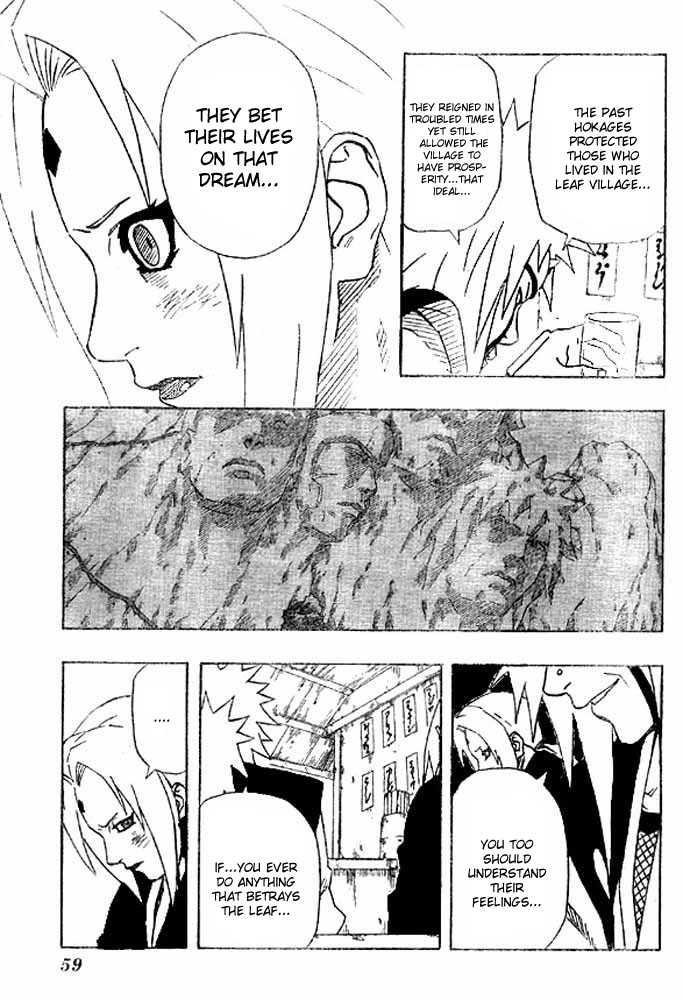 THE PAST
HOKAGES
PROTECTED
THOSE WHO
LIVED IN THE
LEAF VILLAGE...
THEY REIGNED IN
TROUBLED TIMES
YET STILL
ALLOWED THE
VILLAGE TO
HAVE PROSP-
ERITY...THAT
IDEAL...
THEY BET
THEIR LIVES
ON THAT
DREAM...
YOU TOO
SHOULD
UNDERSTAND
THEIR
FEELINGS...
IF...YOU EVER
DO ANYTHING
THAT BETRAYS
THE LEAF...
....
59